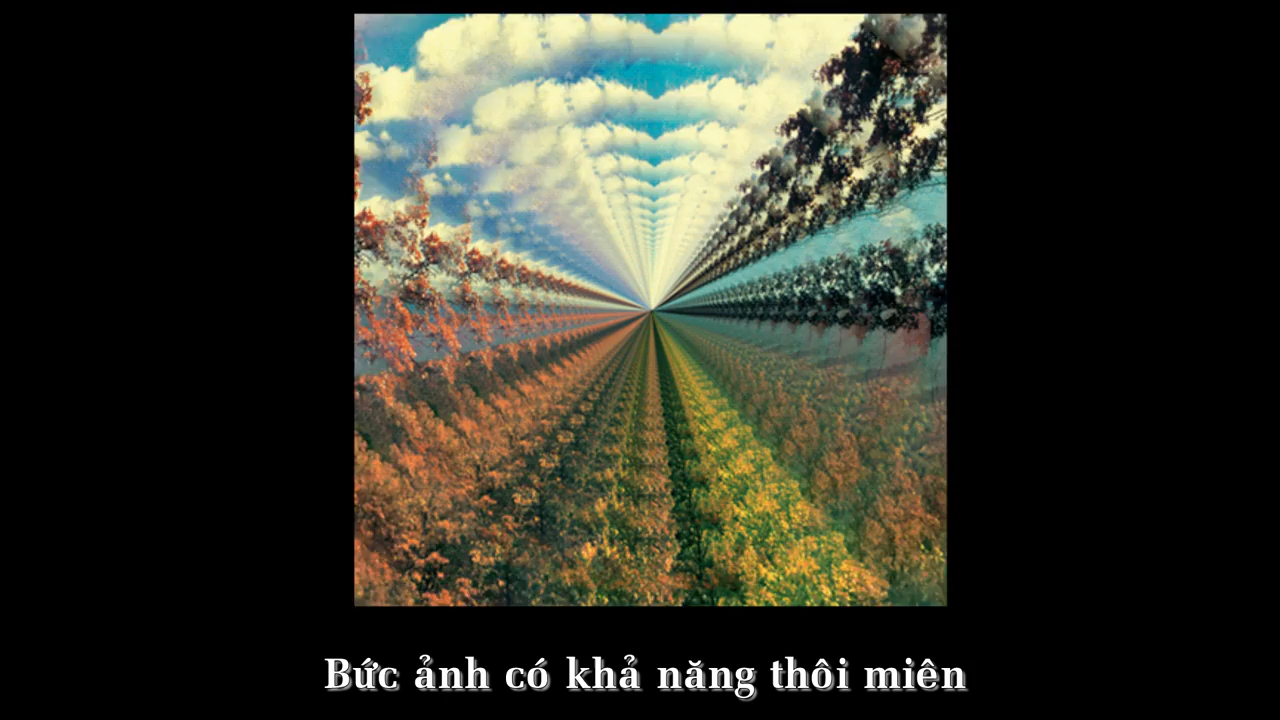 Bức ảnh có khả năng thôi miên